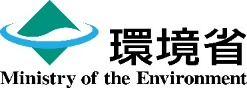 環境省
Ministry of the Environment